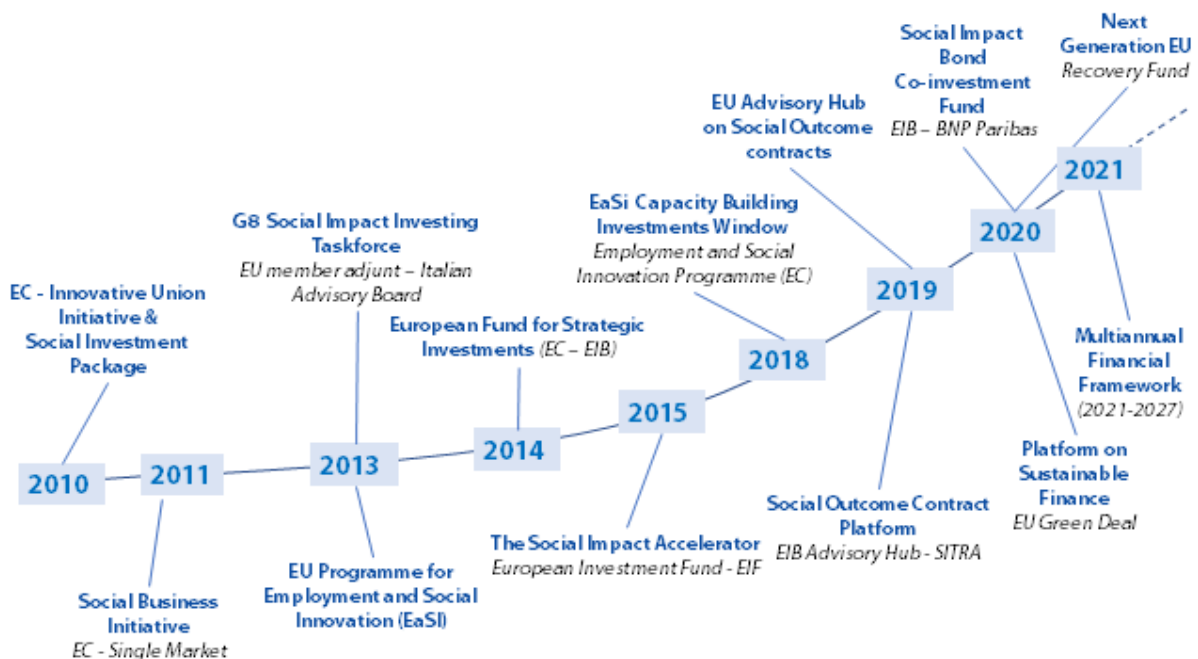 EC - Innovative Union
Initiative &
Social Investment
Package
2010
2011
Social Business
Initiative
EC - Single Market
G8 Social Impact Investing
Taskforce
EU member adjunt – Italian
Advisory Board
2013
EU Programme for
Employment and Social
Innovation (EaSI)
European Fund for Strategic
Investments (EC – EIB)
2014
2015
The Social Impact Accelerator
European Investment Fund - EIF
EaSi Capacity Building
Investments Window
Employment and Social
Innovation Programme (EC)
2018
EU Advisory Hub
on Social Outcome
contracts
2019
Social Outcome Contract
Platform
EIB Advisory Hub - SITRA
Social Impact
Bond
Co-investment
Fund
EIB – BNP Paribas
Next
Generation EU
Recovery Fund
2020
Platform on
Sustainable
Finance
EU Green Deal
2021
Multiannual
Financial
Framework
(2021-2027)